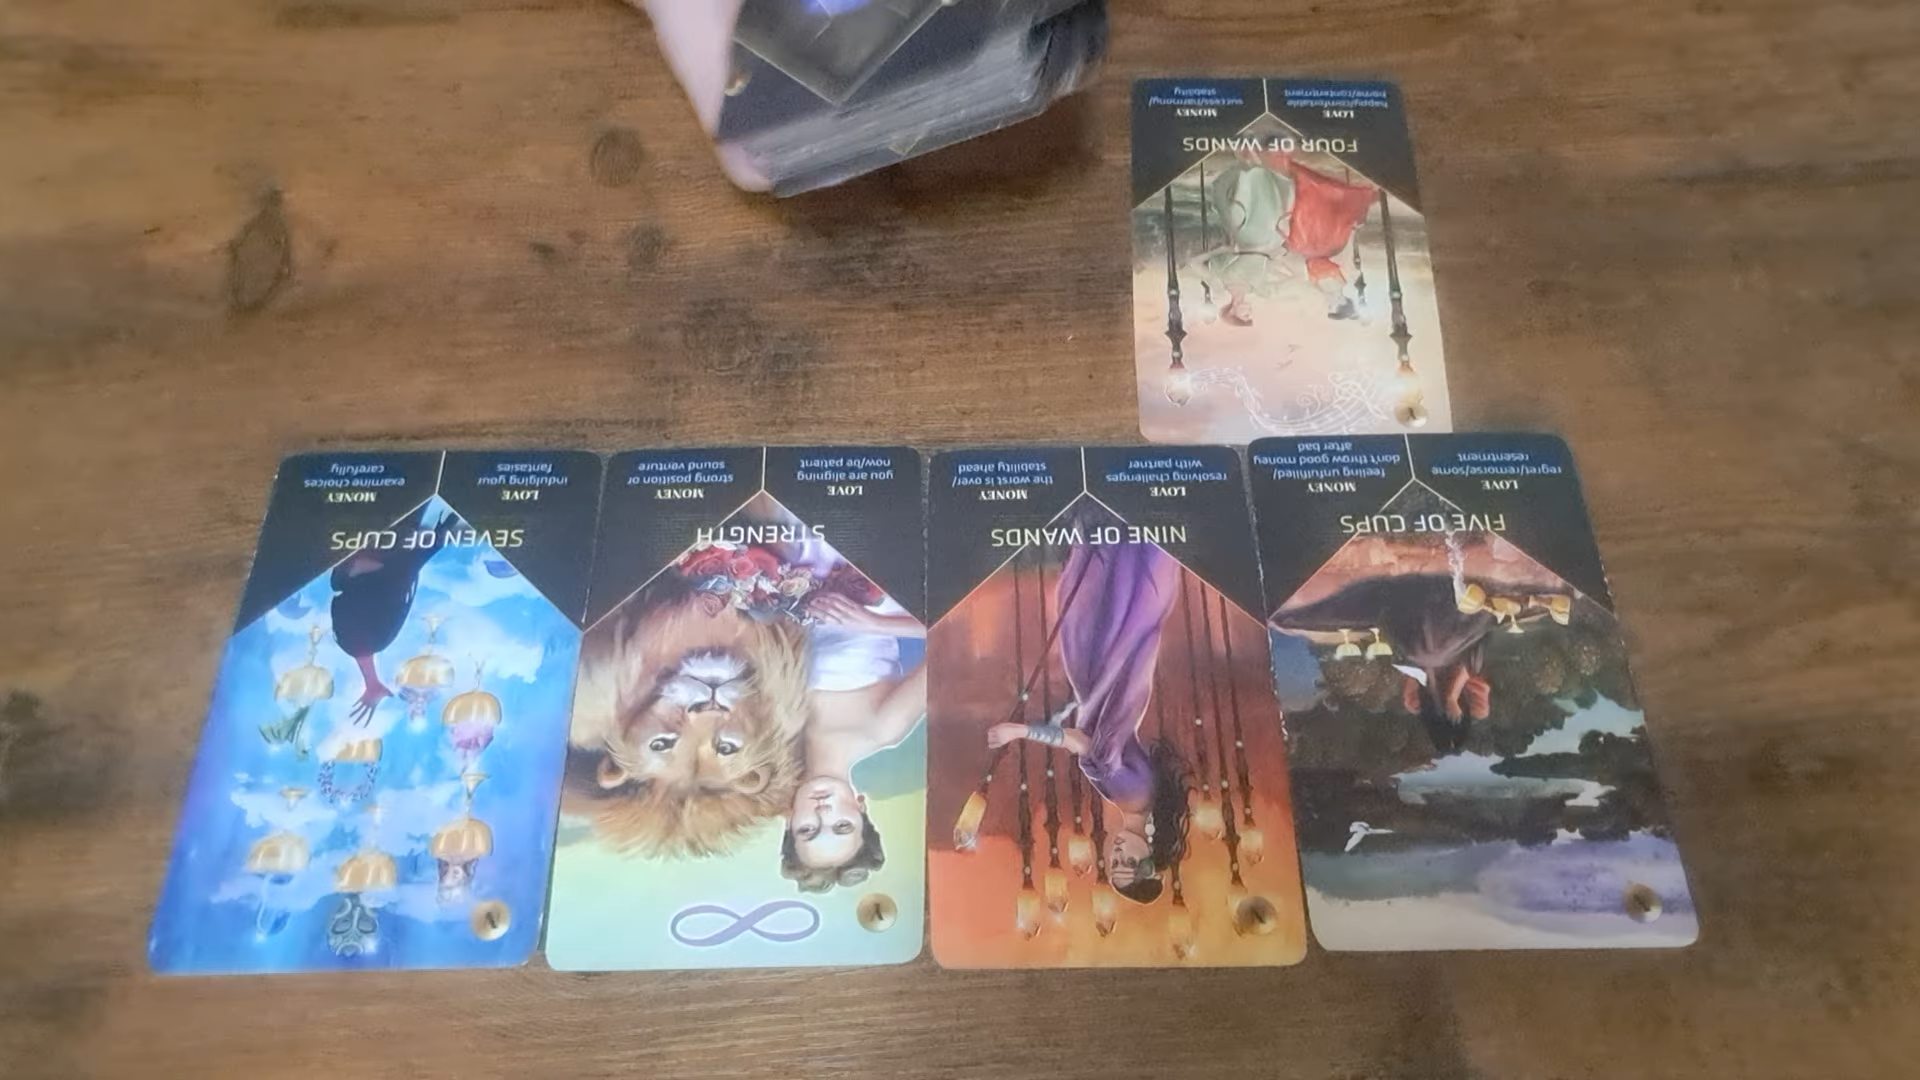 FOUR OF WANDS
LOVE
happy/comfortable
home/contentment
MONEY
success/harmony/
stability
FIVE OF CUPS
LOVE
regret/remorse/some
resentment
MONEY
feeling unfulfilled/
don't throw good money
after bad
NINE OF WANDS
LOVE
resolving challenges
with partner
MONEY
the worst is over/
stability ahead
STRENGTH
LOVE
you are aligning
now/be patient
MONEY
strong position or
sound venture
SEVEN OF CUPS
LOVE
indulging your
fantasies
MONEY
examine choices
carefully